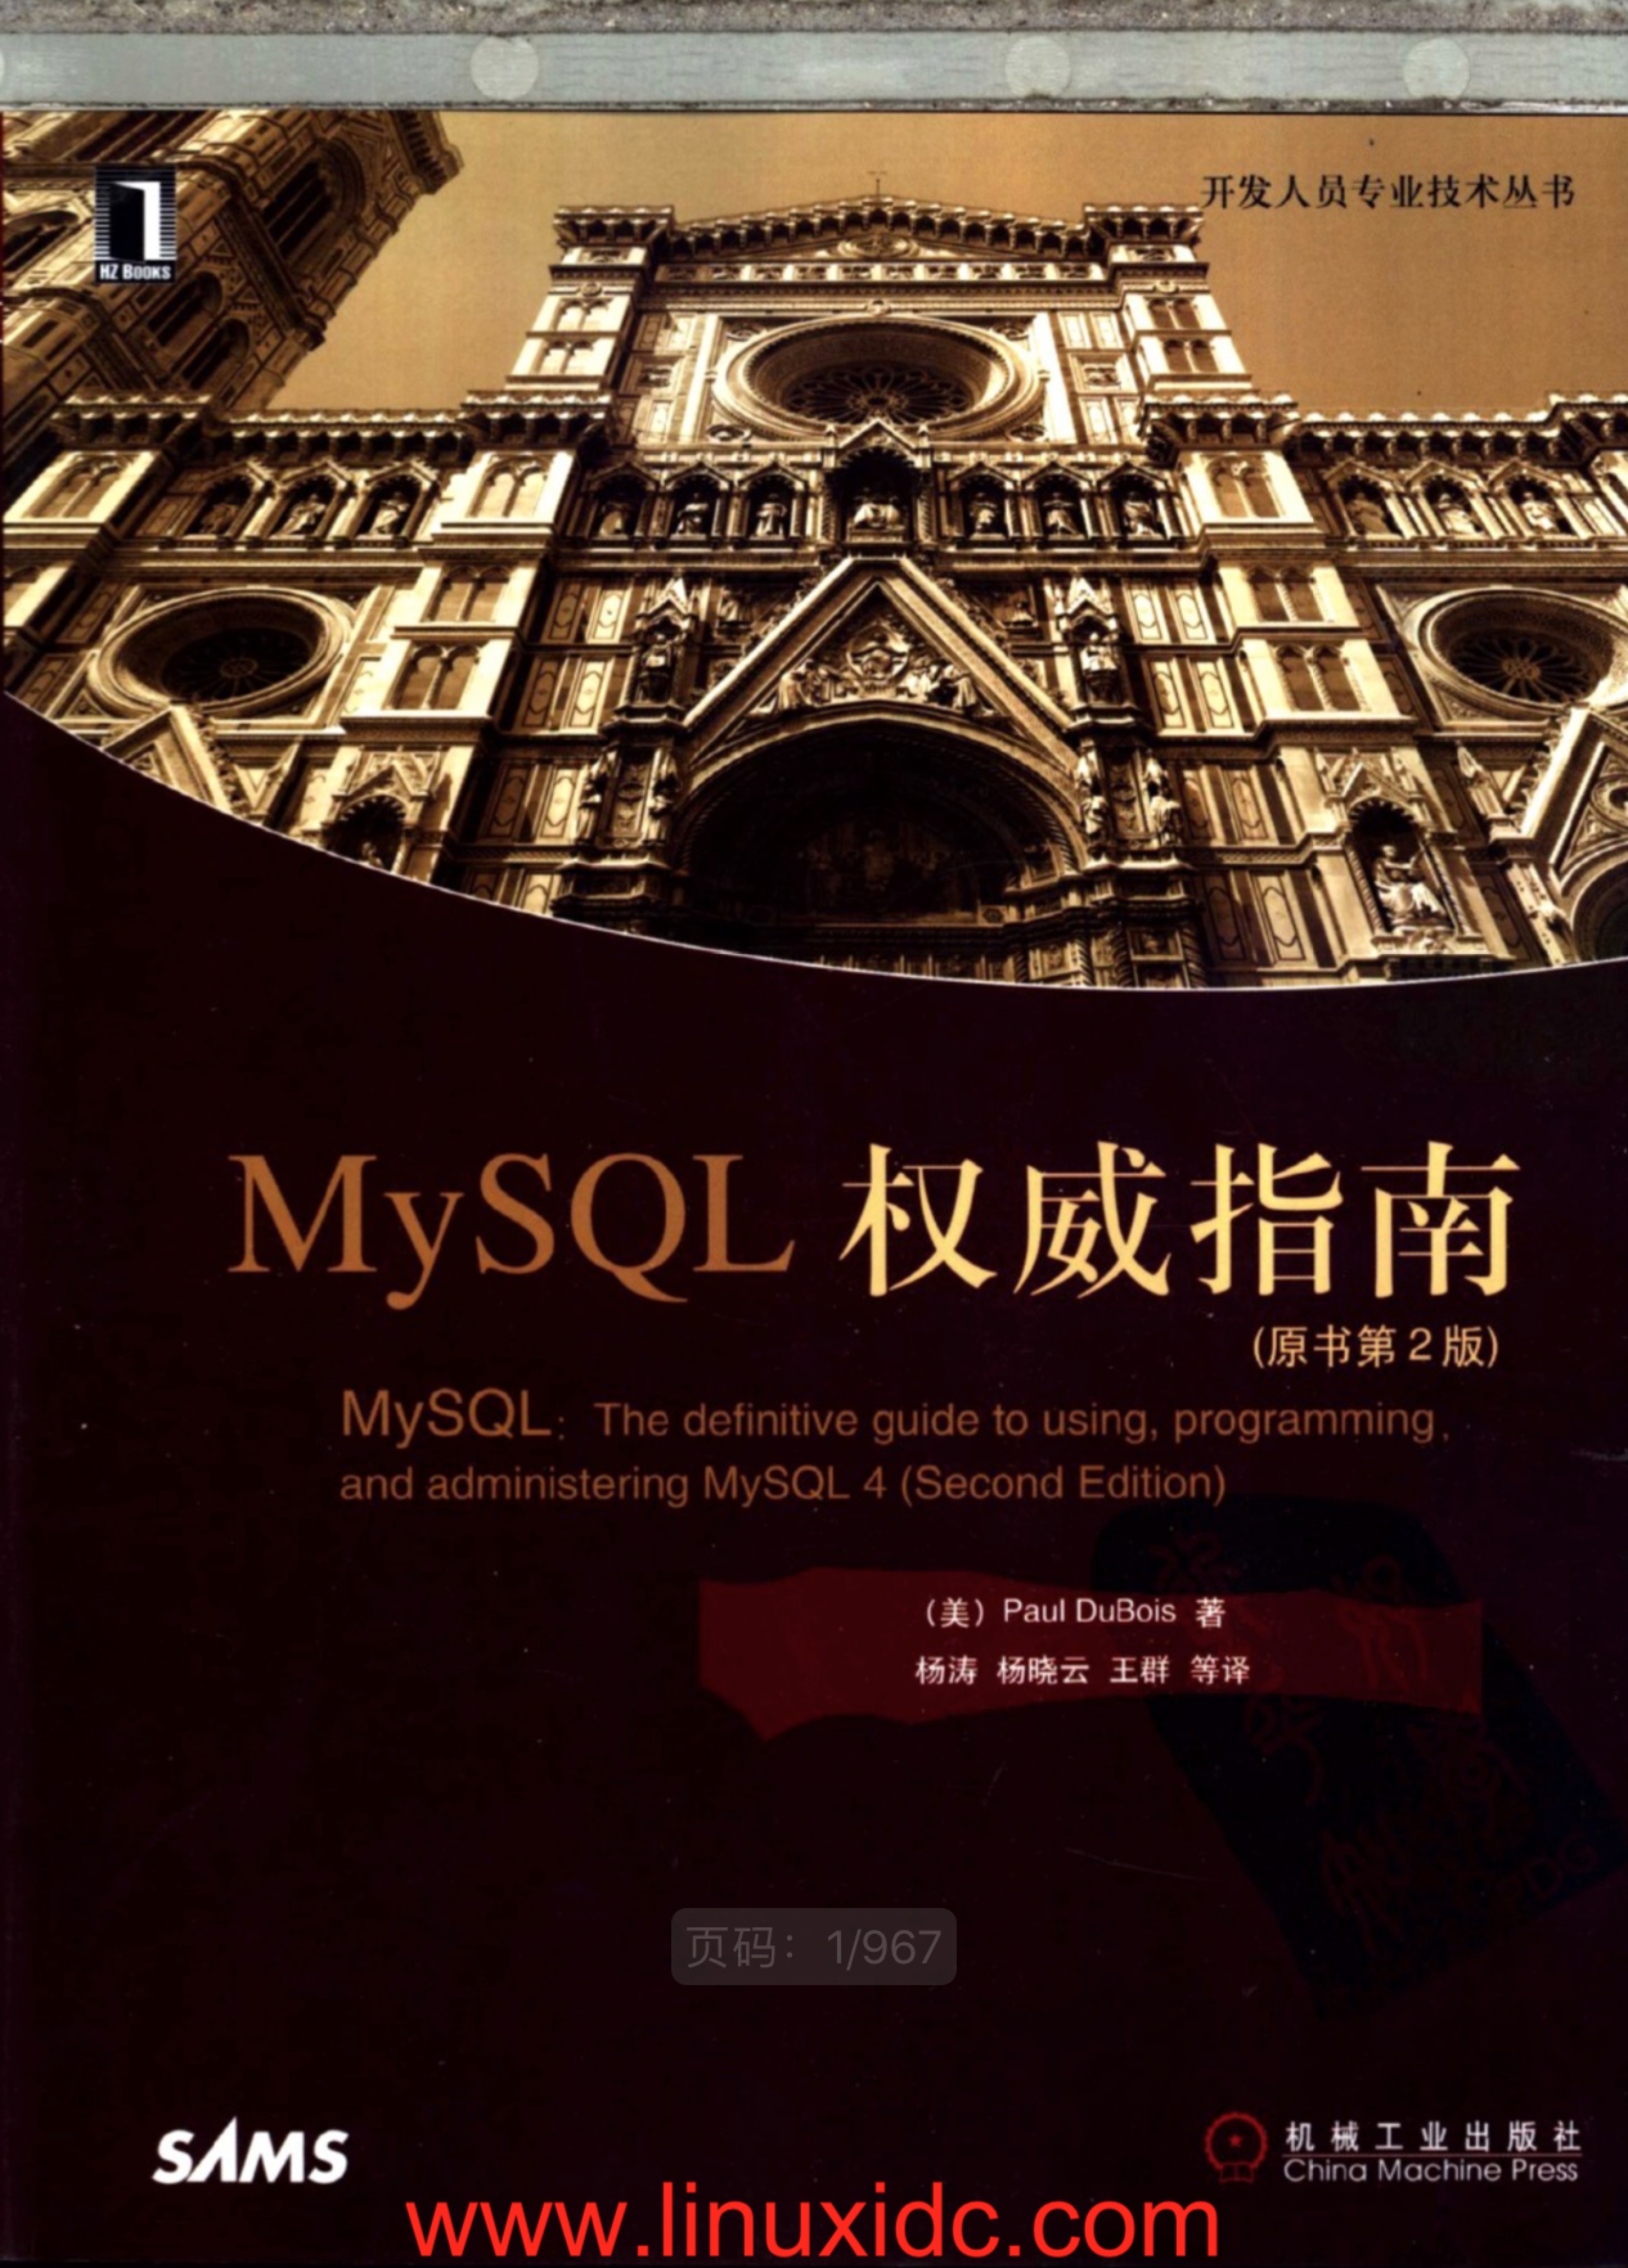 开发人员专业技术丛书
HZ BOOKS
MySQL 权威指南
(原书第2版)
MySQL: The definitive guide to using, programming,
and administering MySQL 4 (Second Edition)
(美) Paul DuBois 著
杨涛 杨晓云 王群 等译
PDG
页码: 1/967
SAMS
机械工业出版社
China Machine Press
www.linuxidc.com